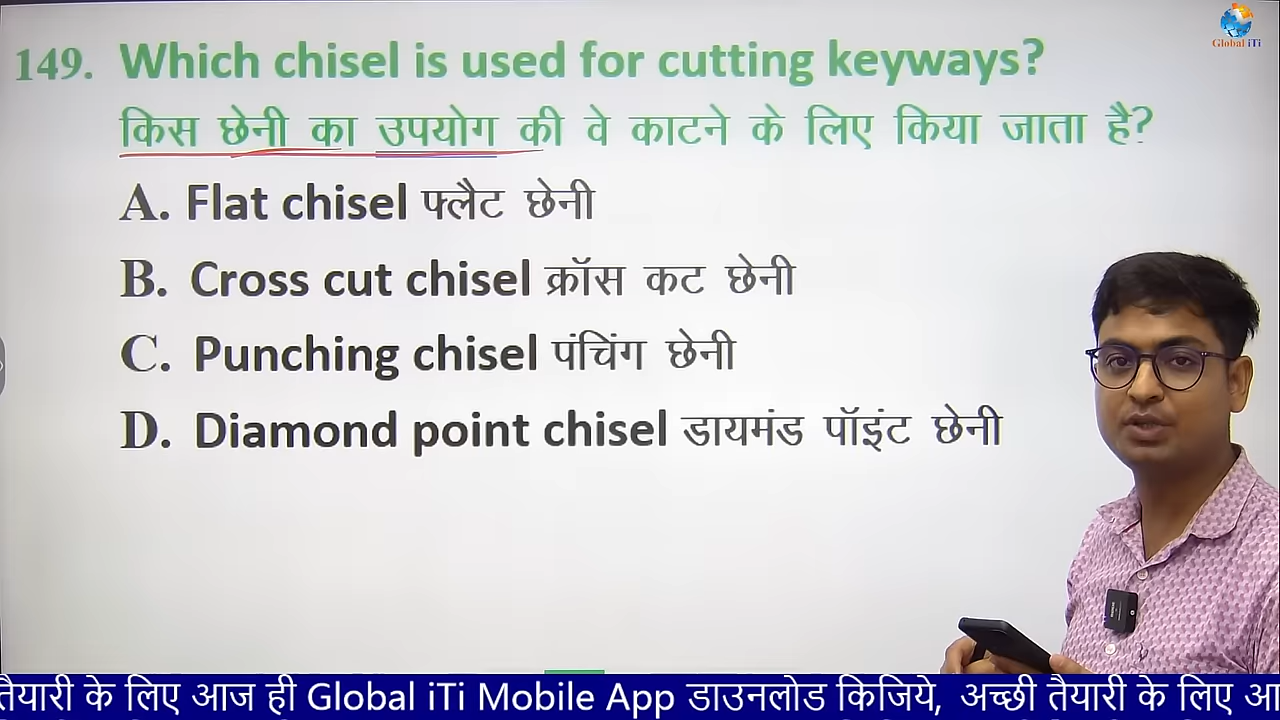 Global iTi
149. Which chisel is used for cutting keyways?
किस छेनी का उपयोग की वे काटने के लिए किया जाता है?
A. Flat chisel फ्लैट छेनी
B. Cross cut chisel क्रॉस कट छेनी
C. Punching chisel पंचिंग छेनी
D. Diamond point chisel डायमंड पॉइंट छेनी
तैयारी के लिए आज ही Global iTi Mobile App डाउनलोड किजिये, अच्छी तैयारी के लिए आ